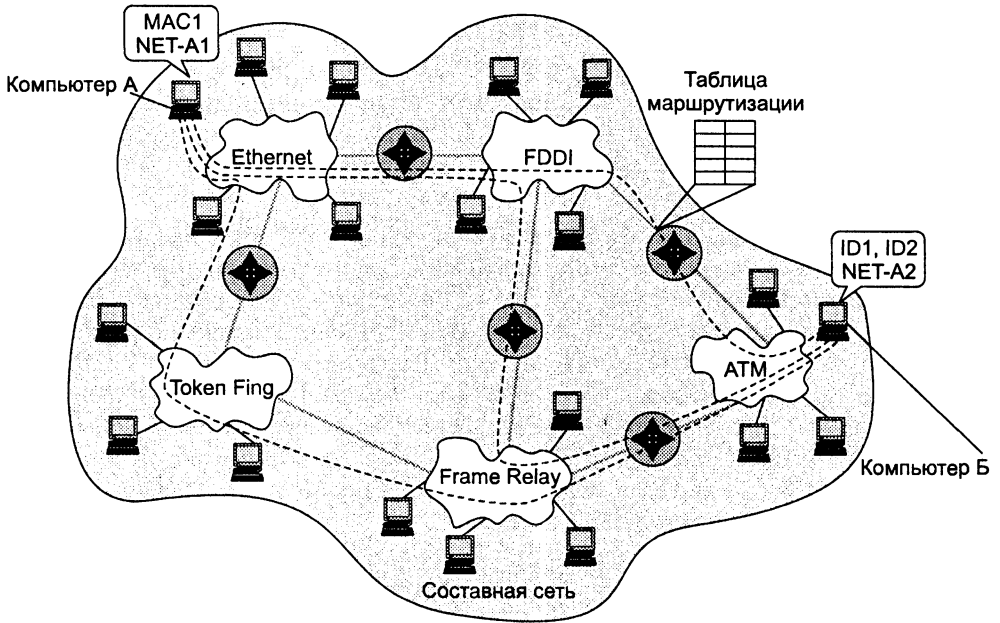 MAC1
NET-A1
Компьютер А
Ethernet
FDDI
Таблица
маршрутизации
ID1, ID2
NET-A2
ATM
Token Fing
Frame Relay
Компьютер Б
Составная сеть